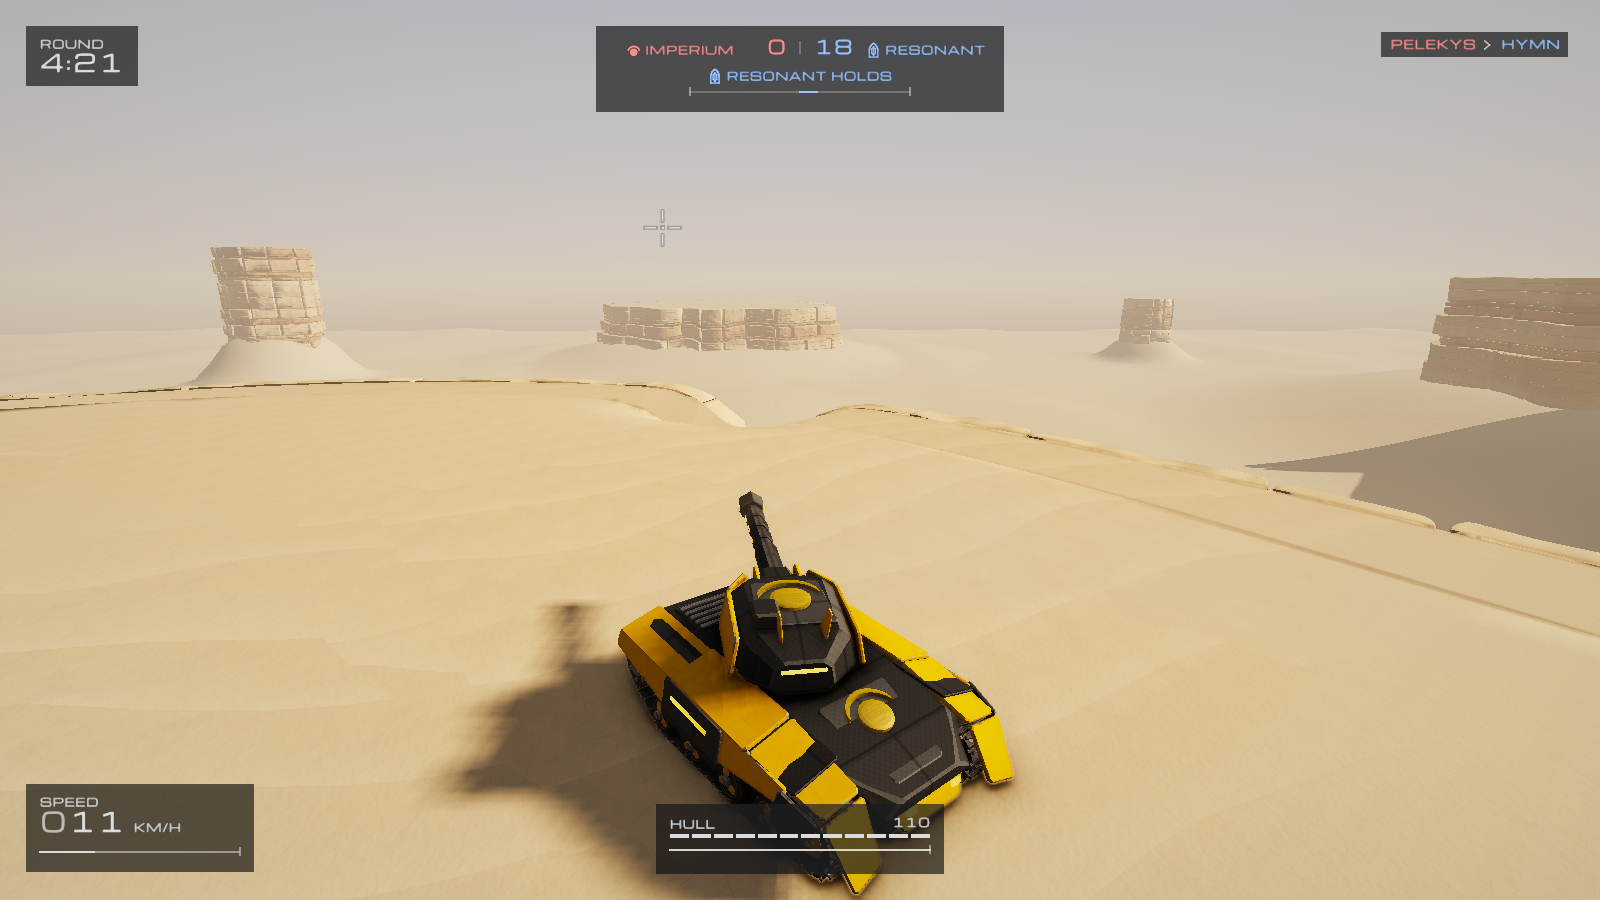 ROUND
4:21
IMPERIUM 0 | 18 RESONANT
RESONANT HOLDS
PELEKYS > HYMN
SPEED
011 KM/H
HULL 110